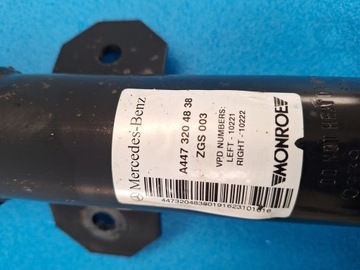 Mercedes-Benz
A447 320 48 38
ZGS 003
VPD NUMBERS:
LEFT - 10221
RIGHT -10222
MONROE
DO NOT HEAT